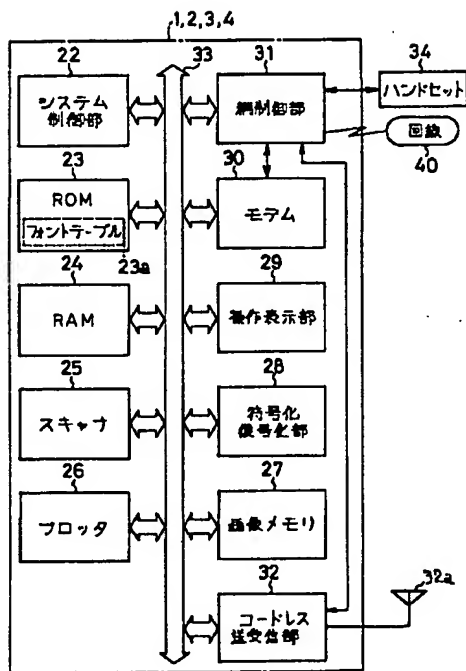 1,2,3,4
22
システム
制御部
33
31
網制御部
34
ハンドセット
回線
40
23
ROM
フォントテーブル
23a
30
モデム
24
RAM
29
操作表示部
25
スキャナ
28
符号化
復号化部
26
プロッタ
27
画像メモリ
32
コードレス
送受信部
32a